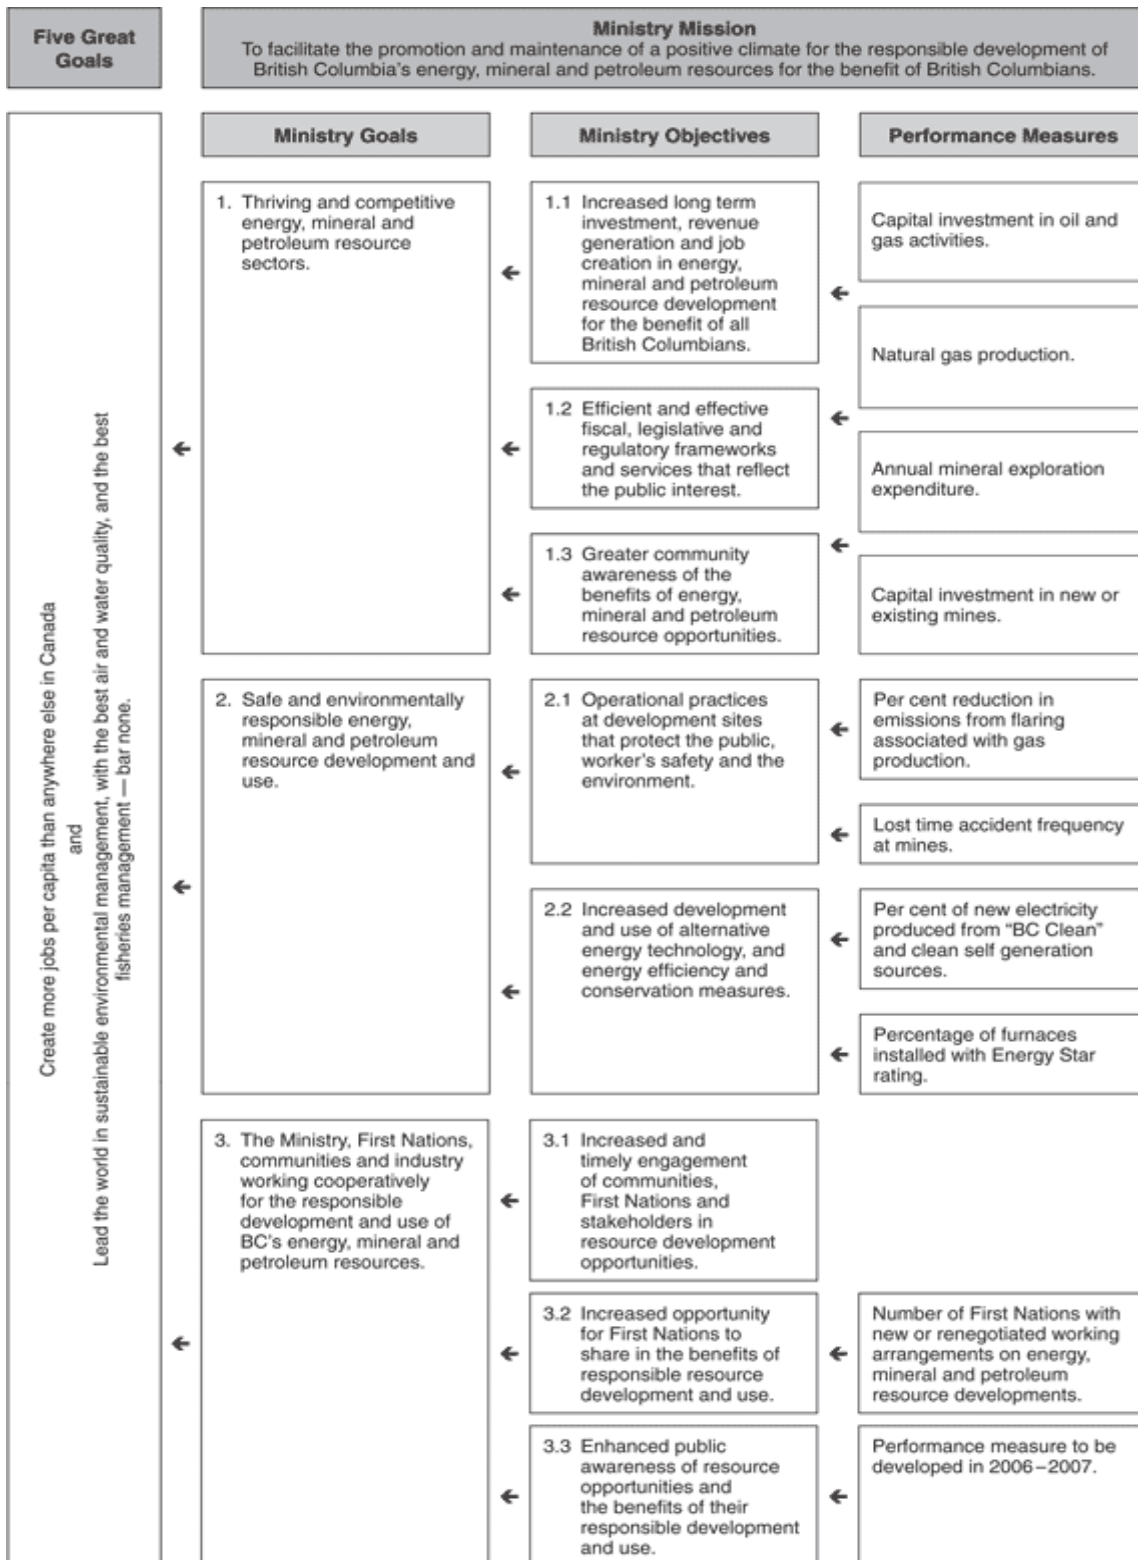 Five Great
Goals
Ministry Mission
To facilitate the promotion and maintenance of a positive climate for the responsible development of
British Columbia's energy, mineral and petroleum resources for the benefit of British Columbians.
Create more jobs per capita than anywhere else in Canada
and
Lead the world in sustainable environmental management, with the best air and water quality, and the best
fisheries management — bar none.
Ministry Goals
Ministry Objectives
Performance Measures
1. Thriving and competitive
energy, mineral and
petroleum resource
sectors.
1.1 Increased long term
investment, revenue
generation and job
creation in energy,
mineral and petroleum
resource development
for the benefit of all
British Columbians.
Capital investment in oil and
gas activities.
Natural gas production.
1.2 Efficient and effective
fiscal, legislative and
regulatory frameworks
and services that reflect
the public interest.
Annual mineral exploration
expenditure.
1.3 Greater community
awareness of the
benefits of energy,
mineral and petroleum
resource opportunities.
Capital investment in new or
existing mines.
2. Safe and environmentally
responsible energy,
mineral and petroleum
resource development and
use.
2.1 Operational practices
at development sites
that protect the public,
worker's safety and the
environment.
Per cent reduction in
emissions from flaring
associated with gas
production.
Lost time accident frequency
at mines.
2.2 Increased development
and use of alternative
energy technology, and
energy efficiency and
conservation measures.
Per cent of new electricity
produced from "BC Clean"
and clean self generation
sources.
Percentage of furnaces
installed with Energy Star
rating.
3. The Ministry, First Nations,
communities and industry
working cooperatively
for the responsible
development and use of
BC's energy, mineral and
petroleum resources.
3.1 Increased and
timely engagement
of communities,
First Nations and
stakeholders in
resource development
opportunities.
3.2 Increased opportunity
for First Nations to
share in the benefits of
responsible resource
development and use.
Number of First Nations with
new or renegotiated working
arrangements on energy,
mineral and petroleum
resource developments.
3.3 Enhanced public
awareness of resource
opportunities and
the benefits of their
responsible development
and use.
Performance measure to be
developed in 2006–2007.